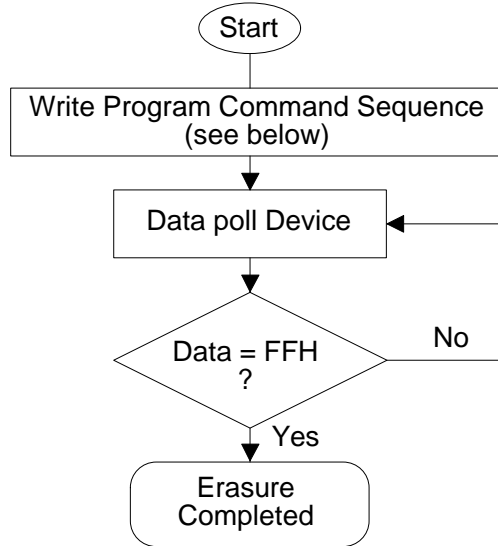 Start
Write Program Command Sequence
(see below)
Data poll Device
Data = FFH
?
No
Yes
Erasure
Completed